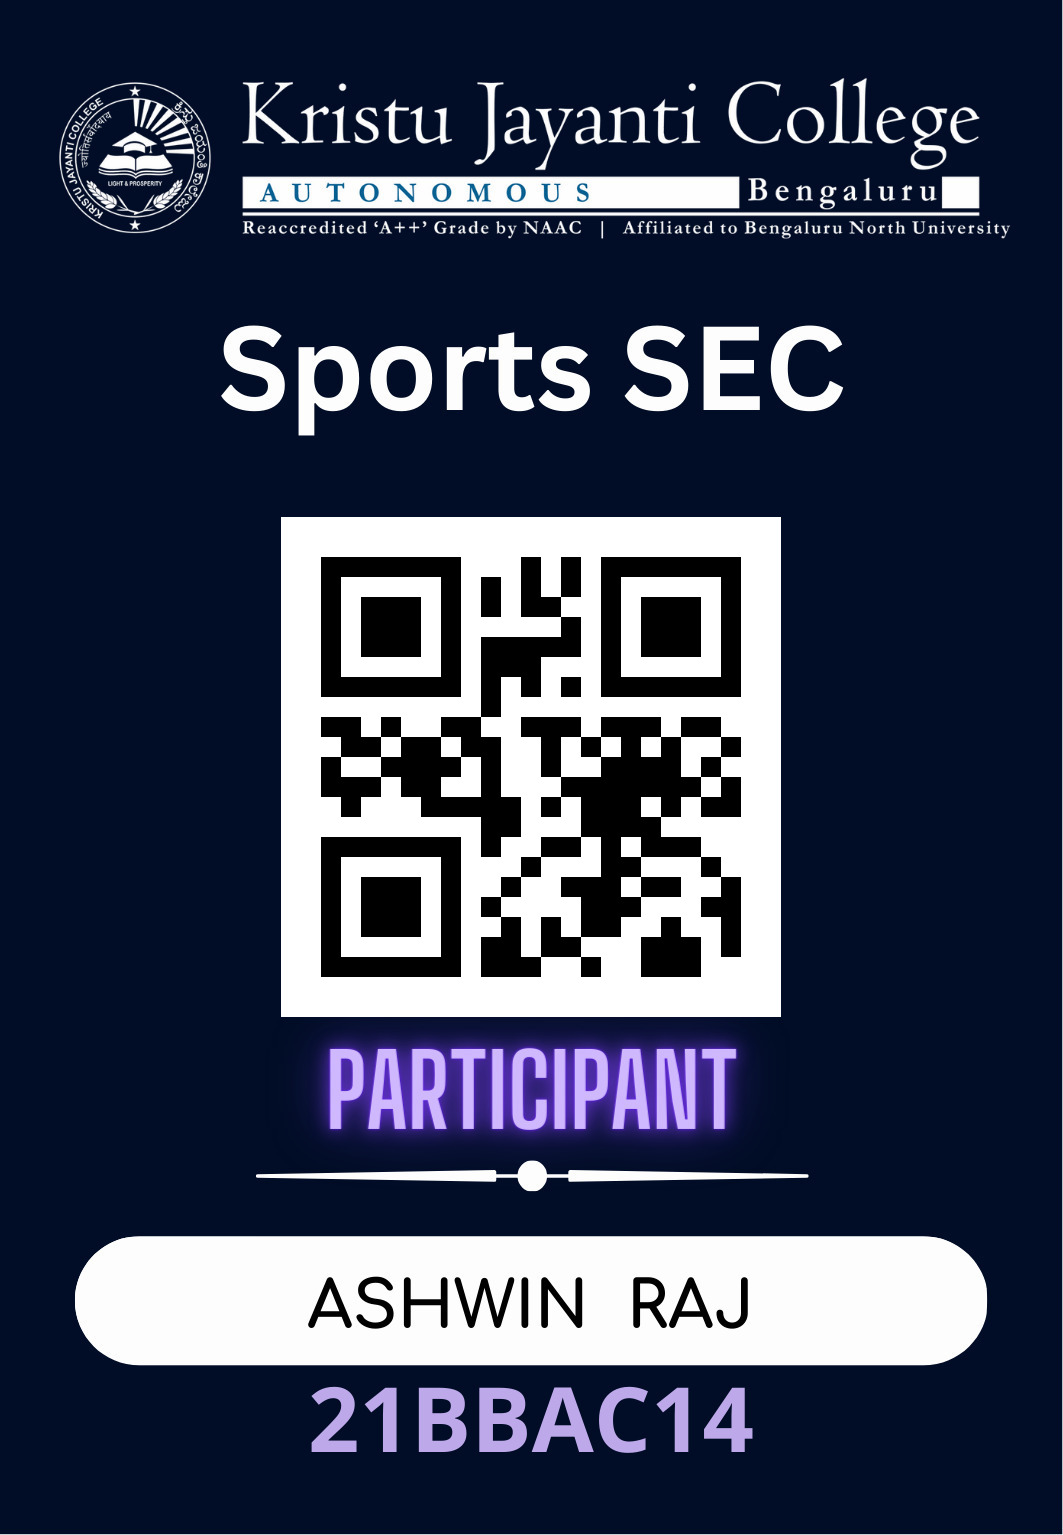 KRISTU JAYANTI COLLEGE
ಕ್ರಿಸ್ತು ಜಯಂತಿ ಕಾಲೇಜು
LIGHT & PROSPERITY
Kristu Jayanti College
AUTONOMOUS Bengaluru
Reaccredited ‘A++’ Grade by NAAC | Affiliated to Bengaluru North University
Sports SEC
PARTICIPANT
ASHWIN RAJ
21BBAC14